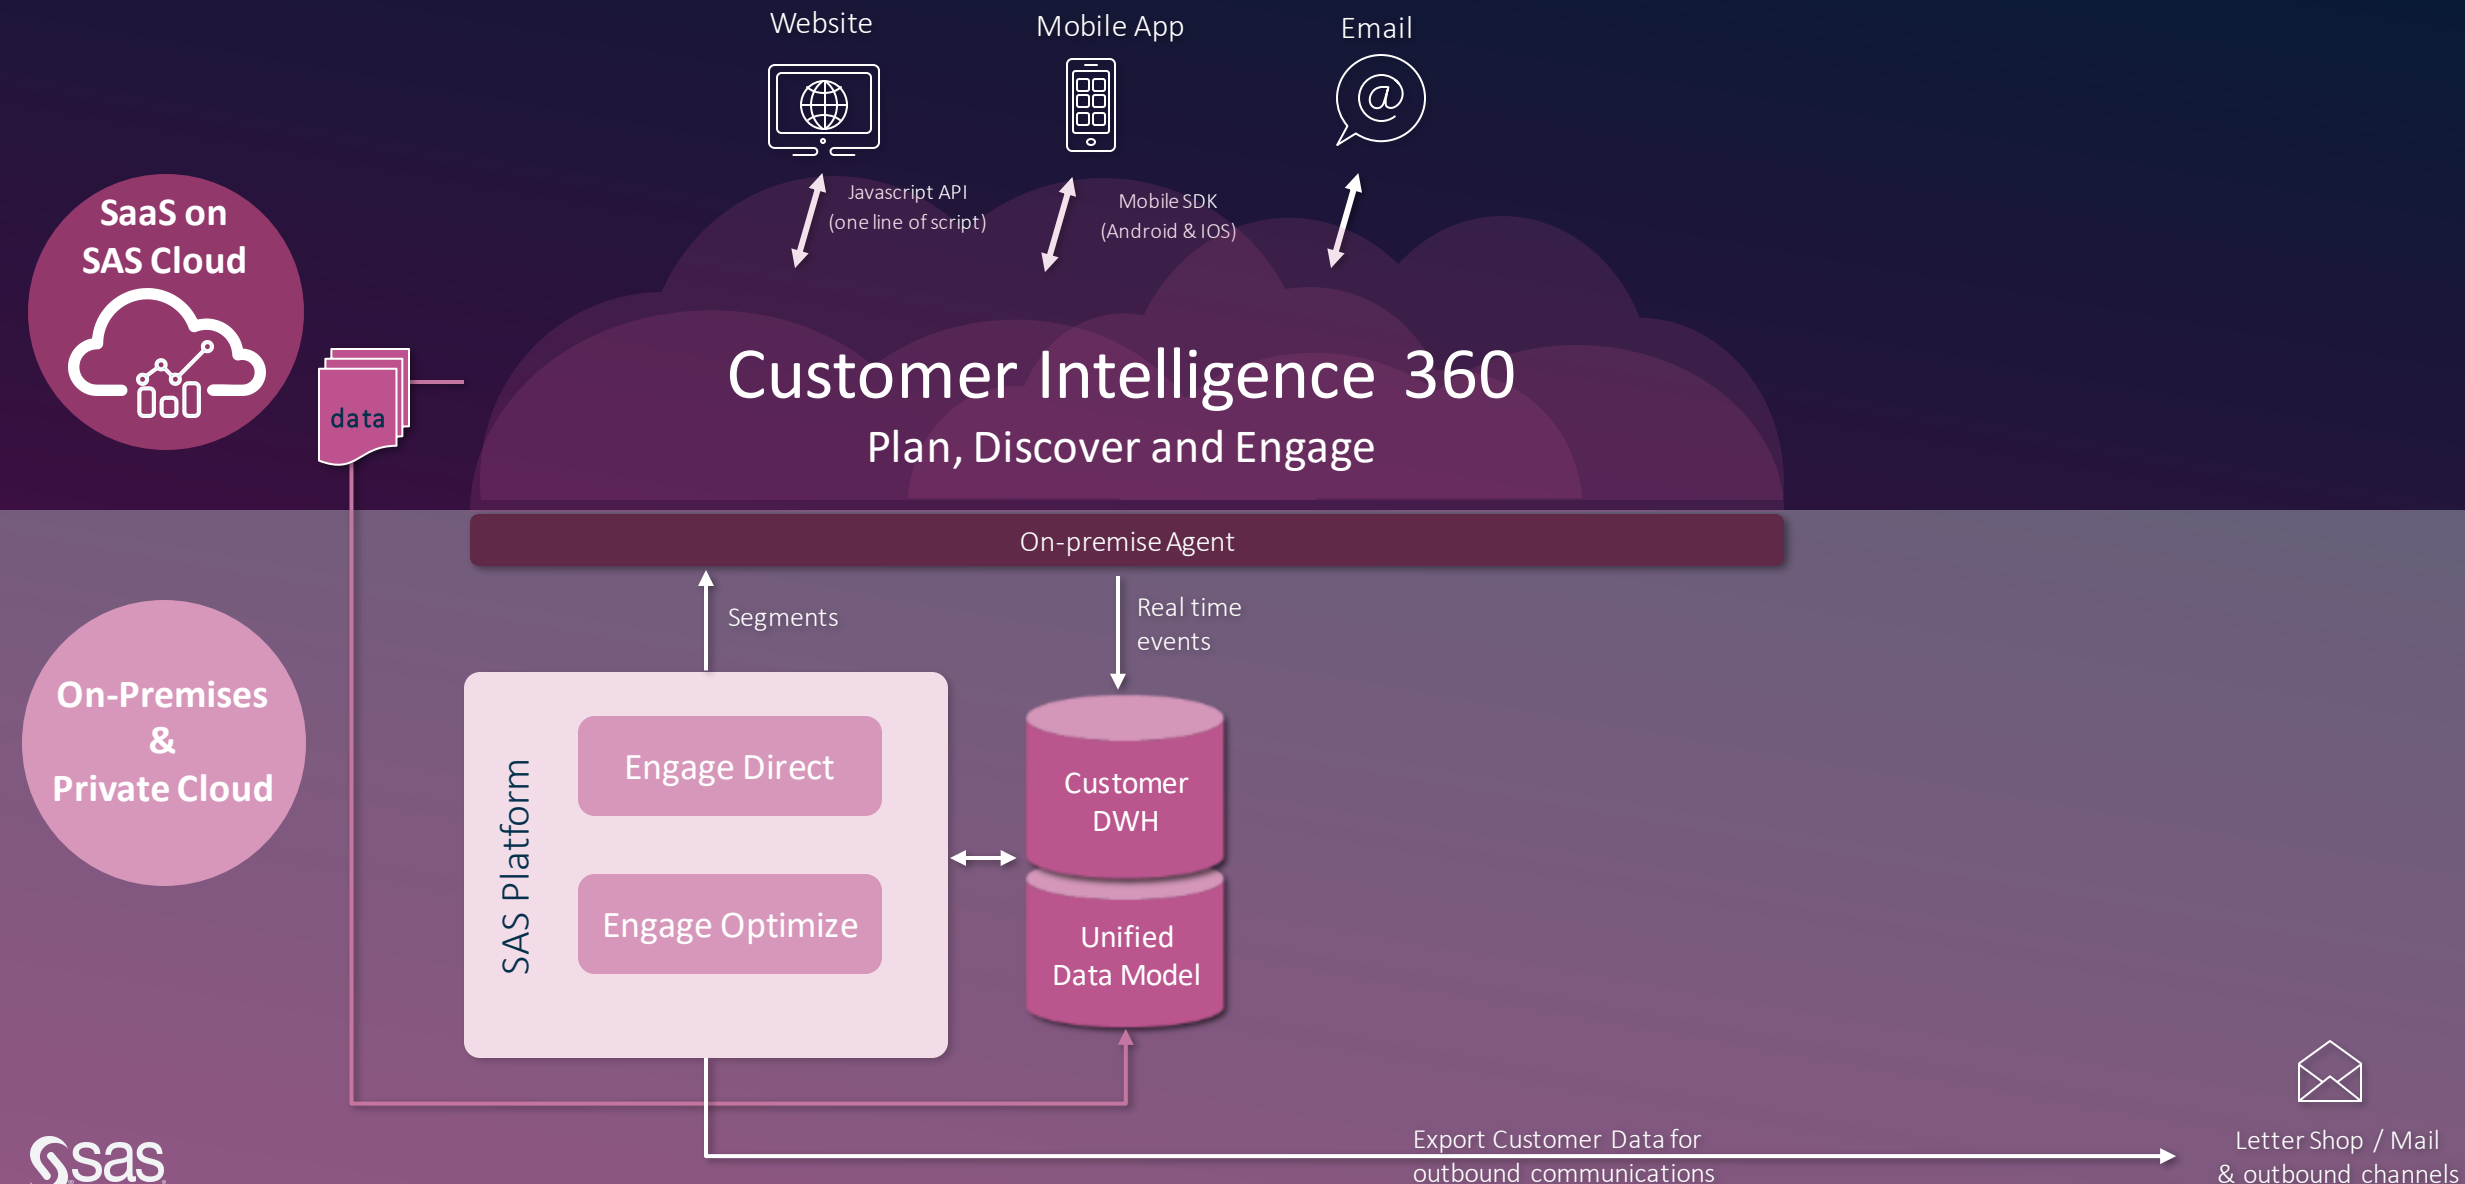 Website
Mobile App
Email
@
Javascript API
(one line of script)
Mobile SDK
(Android & IOS)
SaaS on
SAS Cloud
data
Customer Intelligence 360
Plan, Discover and Engage
On-premise Agent
Segments
Real time
events
On-Premises
&
Private Cloud
SAS Platform
Engage Direct
Engage Optimize
Customer
DWH
Unified
Data Model
Export Customer Data for
outbound communications
Letter Shop / Mail
& outbound channels
sas